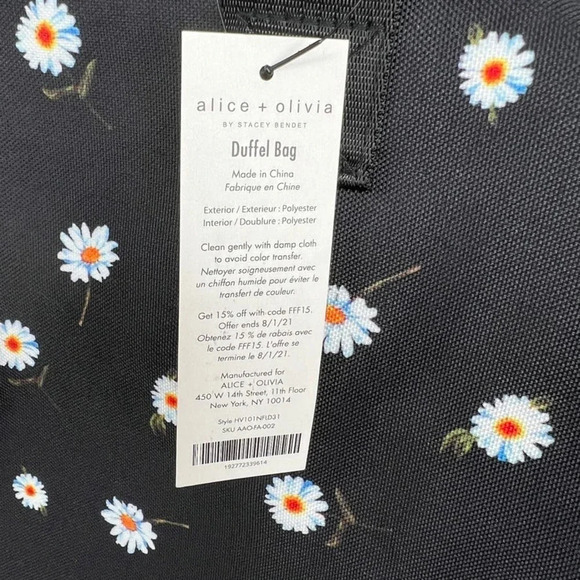 alice + olivia
BY STACEY BENDET
Duffel Bag
Made in China
Fabrique en Chine
Exterior / Exterieur : Polyester
Interior / Doublure : Polyester
Clean gently with damp cloth
to avoid color transfer.
Nettoyer soigneusement avec
un chiffon humide pour éviter le
transfert de couleur.
Get 15% off with code FFF15.
Offer ends 8/1/21
Obtenez 15 % de rabais avec
le code FFF15. L'offre se
termine le 8/1/21.
Manufactured for
ALICE + OLIVIA
450 W 14th Street, 11th Floor
New York, NY 10014
Style HV101NFLD31
SKU AAO-FA-002
192772339614